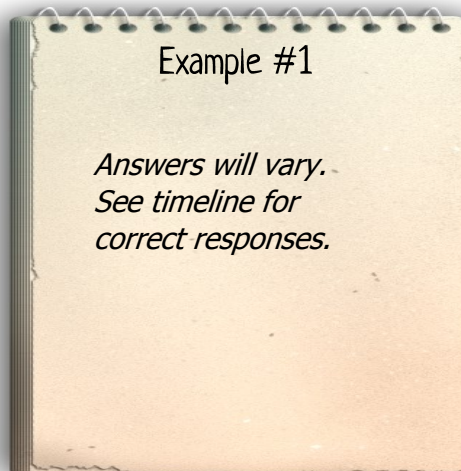 Example #1
Answers will vary.
See timeline for
correct responses.